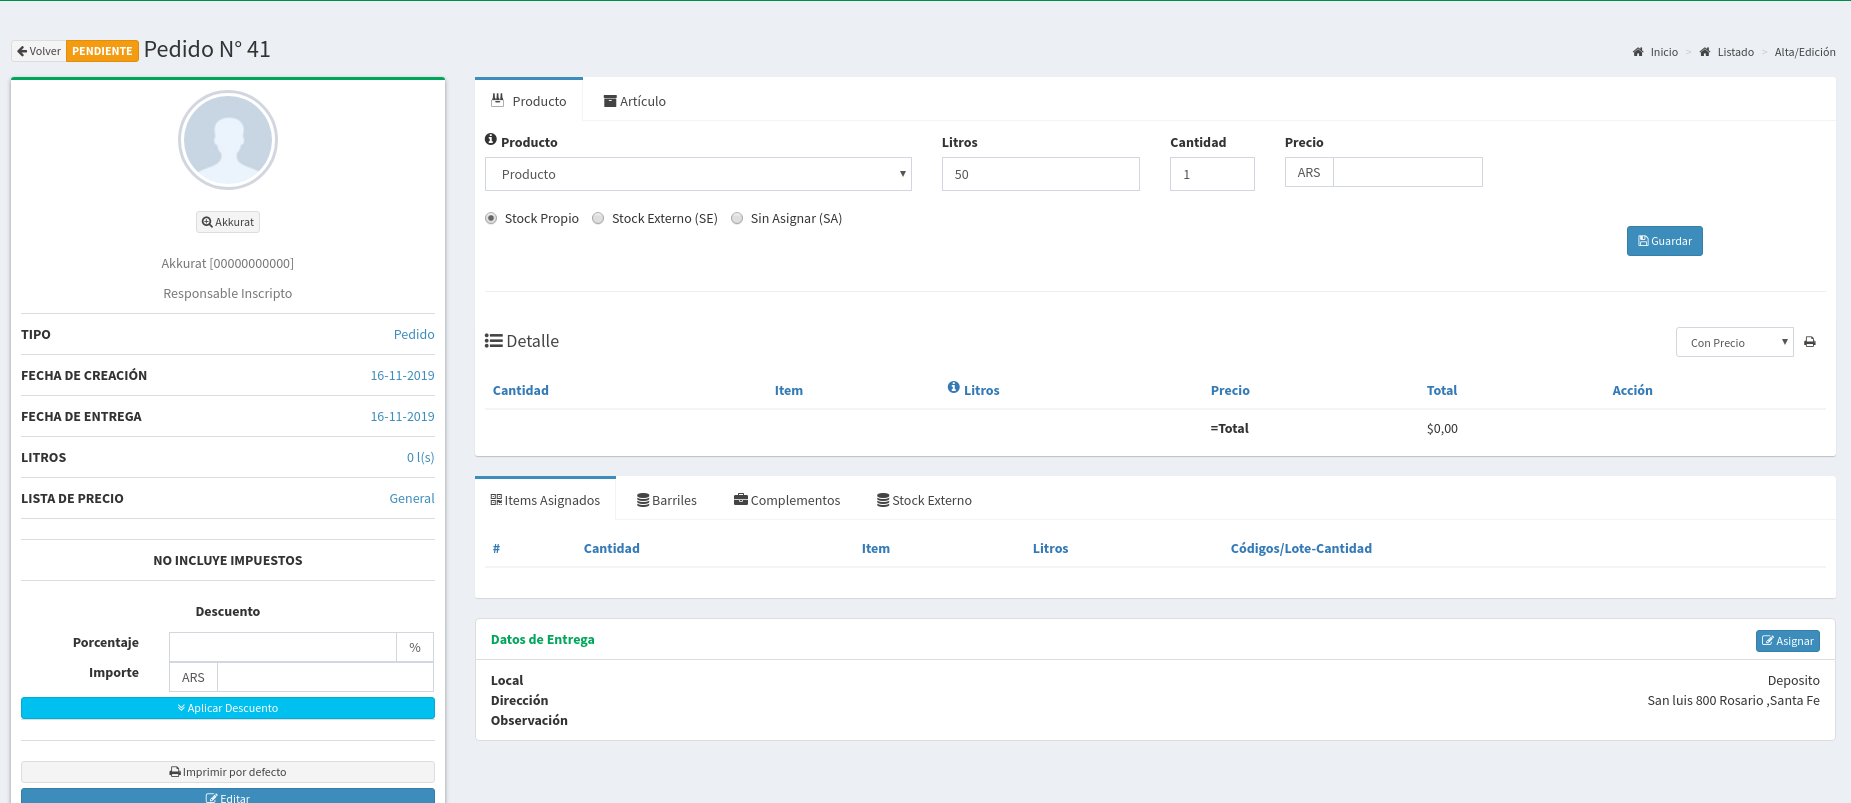 Volver PENDIENTE Pedido N° 41
Inicio > Listado > Alta/Edición
Akkurat
Akkurat [00000000000]
Responsable Inscripto
TIPO Pedido
FECHA DE CREACIÓN 16-11-2019
FECHA DE ENTREGA 16-11-2019
LITROS 0 l(s)
LISTA DE PRECIO General
NO INCLUYE IMPUESTOS
Descuento
Porcentaje %
Importe ARS
Aplicar Descuento
Imprimir por defecto
Editar
Producto Artículo
Producto Litros Cantidad Precio
Producto 50 1 ARS
Stock Propio Stock Externo (SE) Sin Asignar (SA)
Guardar
Detalle Con Precio
Cantidad Item Litros Precio Total Acción
=Total $0,00
Items Asignados Barriles Complementos Stock Externo
# Cantidad Item Litros Códigos/Lote-Cantidad
Datos de Entrega Asignar
Local Deposito
Dirección San luis 800 Rosario ,Santa Fe
Observación